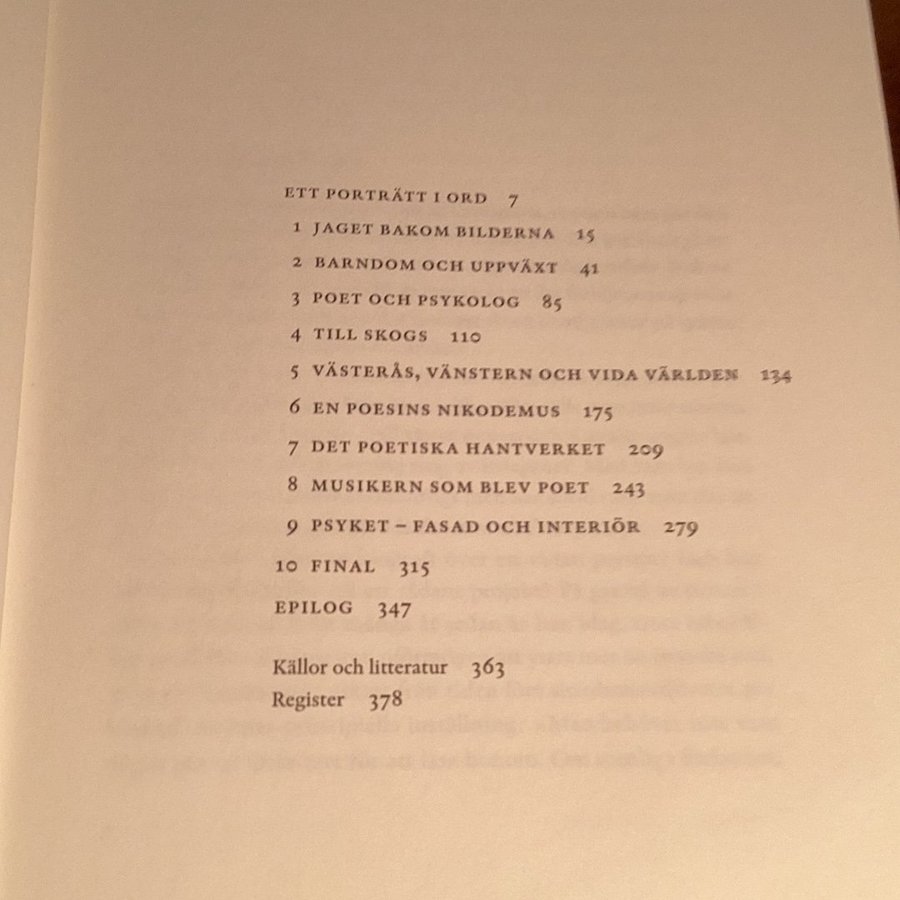 ETT PORTRÄTT I ORD 7
1 JAGET BAKOM BILDERNA 15
2 BARNDOM OCH UPPVÄXT 41
3 POET OCH PSYKOLOG 85
4 TILL SKOGS 110
5 VÄSTERÅS, VÄNSTERN OCH VIDA VÄRLDEN 134
6 EN POESINS NIKODEMUS 175
7 DET POETISKA HANTVERKET 209
8 MUSIKERN SOM BLEV POET 243
9 PSYKET – FASAD OCH INTERIÖR 279
10 FINAL 315
EPILOG 347
Källor och litteratur 363
Register 378